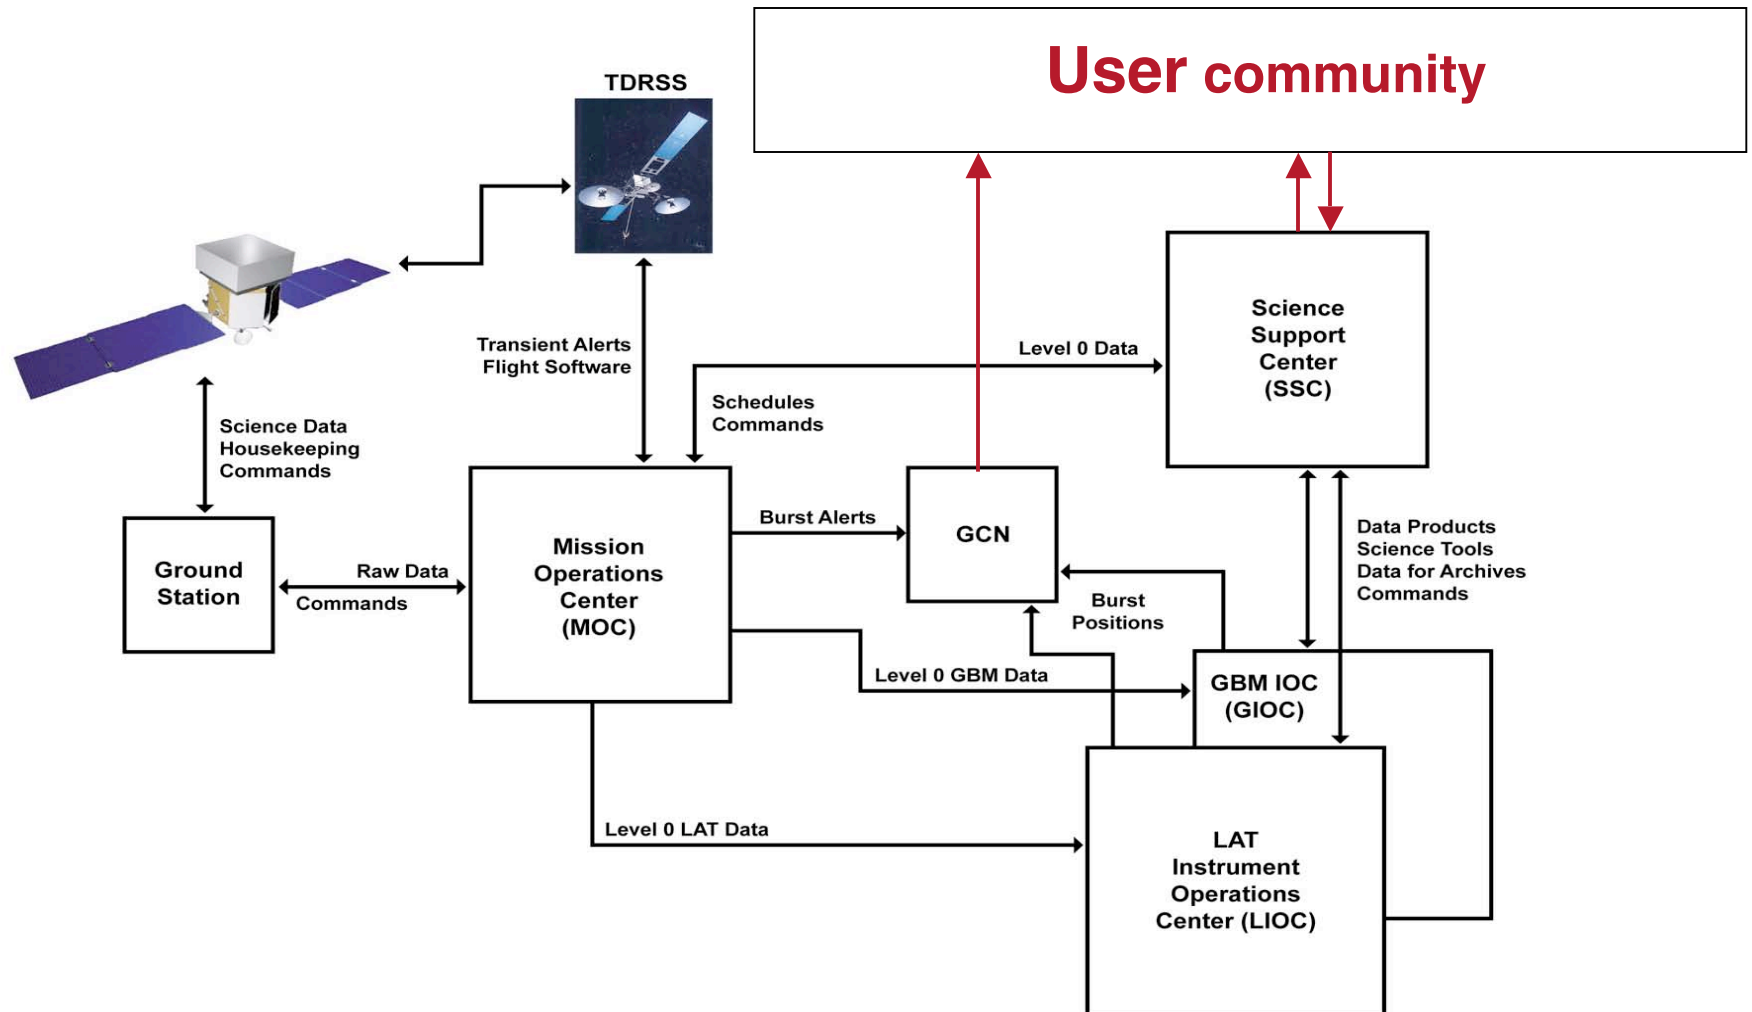 User community
TDRSS
Transient Alerts
Flight Software
Level 0 Data
Schedules
Commands
Science
Support
Center
(SSC)
Science Data
Housekeeping
Commands
Ground
Station
Raw Data
Commands
Mission
Operations
Center
(MOC)
Burst Alerts
GCN
Burst
Positions
Data Products
Science Tools
Data for Archives
Commands
Level 0 GBM Data
GBM IOC
(GIOC)
Level 0 LAT Data
LAT
Instrument
Operations
Center (LIOC)